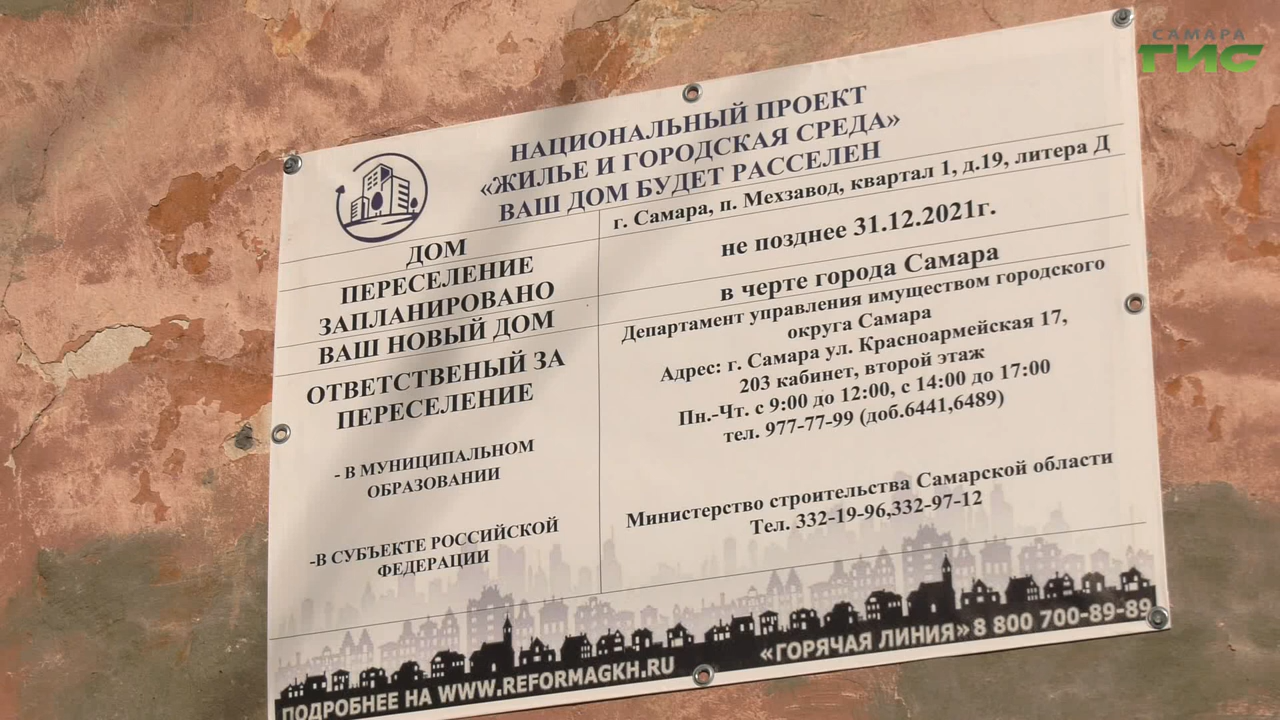 САМАРА
ГИС
НАЦИОНАЛЬНЫЙ ПРОЕКТ
«ЖИЛЬЕ И ГОРОДСКАЯ СРЕДА»
ВАШ ДОМ БУДЕТ РАССЕЛЕН
ДОМ
г. Самара, п. Мехзавод, квартал 1, д.19, литера Д
ПЕРЕСЕЛЕНИЕ
ЗАПЛАНИРОВАНО
не позднее 31.12.2021г.
ВАШ НОВЫЙ ДОМ
в черте города Самара
ОТВЕТСТВЕНЫЙ ЗА
ПЕРЕСЕЛЕНИЕ
- В МУНИЦИПАЛЬНОМ
ОБРАЗОВАНИИ
Департамент управления имуществом городского
округа Самара
Адрес: г. Самара ул. Красноармейская 17,
203 кабинет, второй этаж
Пн.-Чт. с 9:00 до 12:00, с 14:00 до 17:00
тел. 977-77-99 (доб.6441,6489)
-В СУБЪЕКТЕ РОССИЙСКОЙ
ФЕДЕРАЦИИ
Министерство строительства Самарской области
Тел. 332-19-96,332-97-12
ПОДРОБНЕЕ НА WWW.REFORMAGKH.RU «ГОРЯЧАЯ ЛИНИЯ» 8 800 700-89-89